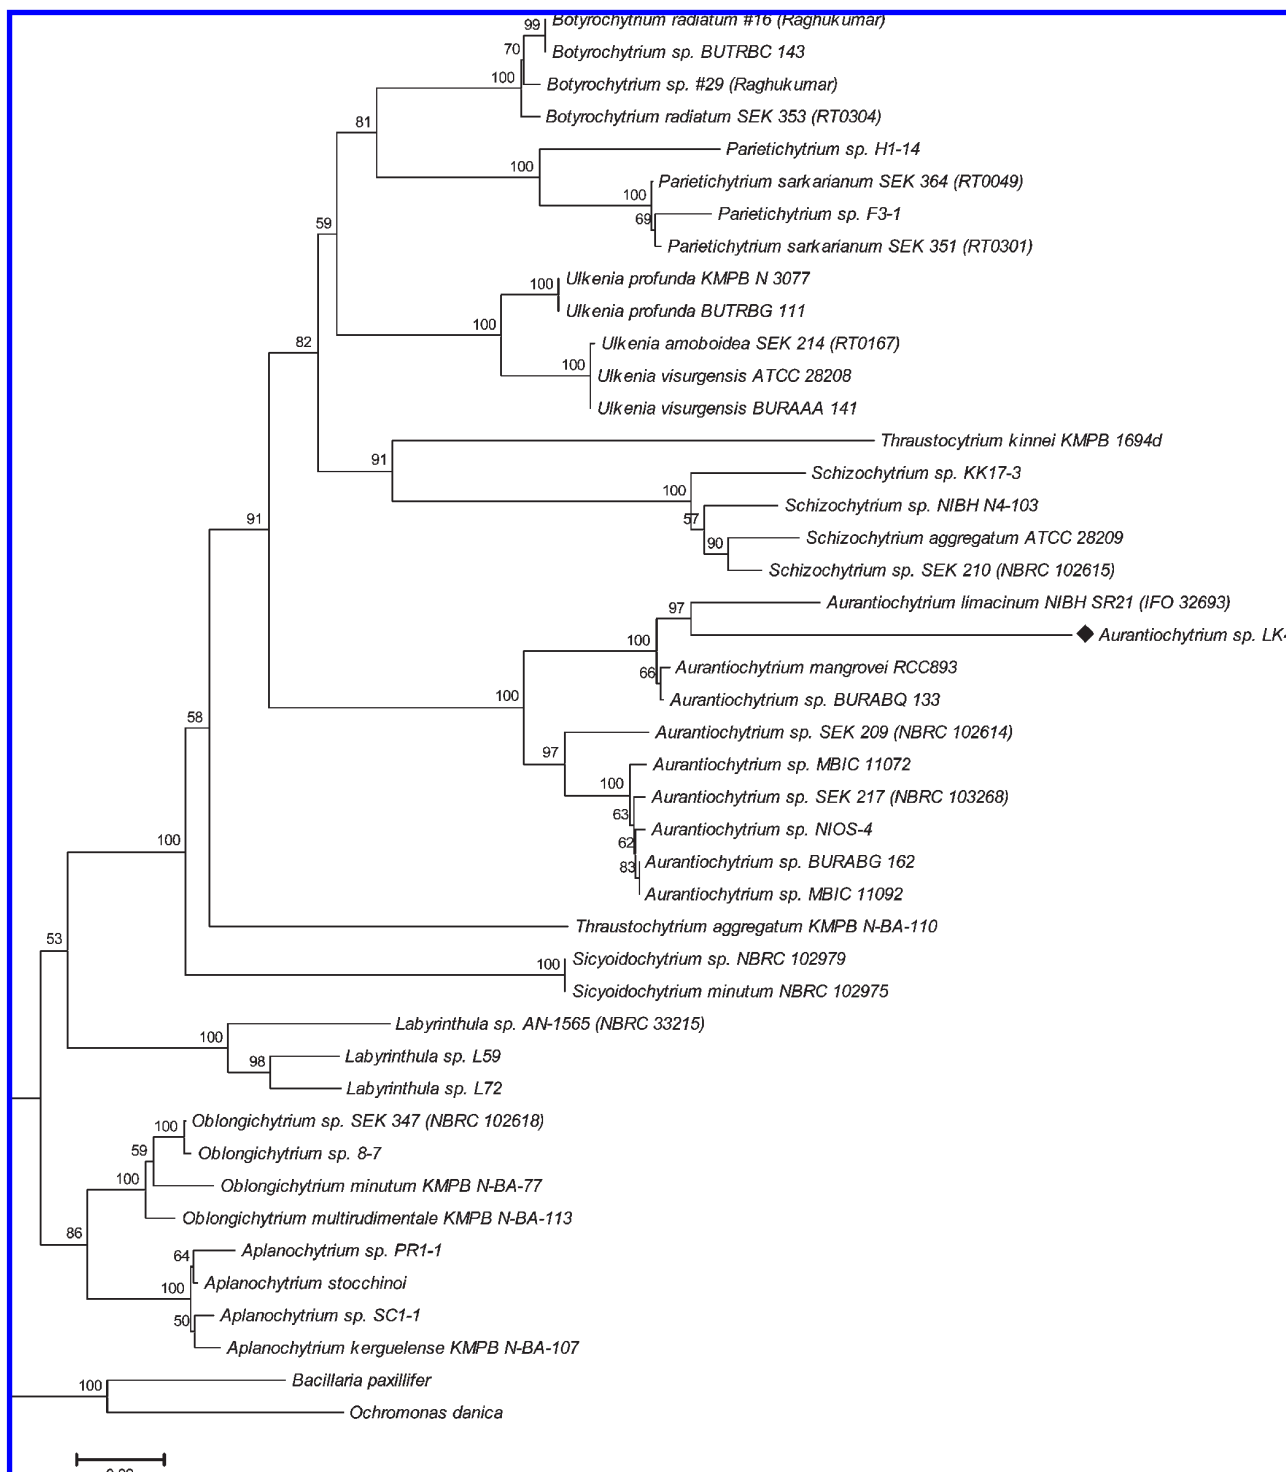 Botyrochytrium radiatum #16 (Raghukumar)
99
Botyrochytrium sp. BUTRBC 143
70
Botyrochytrium sp. #29 (Raghukumar)
100
Botyrochytrium radiatum SEK 353 (RT0304)
81
Parietichytrium sp. H1-14
100
Parietichytrium sarkarianum SEK 364 (RT0049)
100
Parietichytrium sp. F3-1
69
59
Parietichytrium sarkarianum SEK 351 (RT0301)
Ulkenia profunda KMPB N 3077
100
Ulkenia profunda BUTRBG 111
100
Ulkenia amoboidea SEK 214 (RT0167)
82
100
Ulkenia visurgensis ATCC 28208
Ulkenia visurgensis BURAAA 141
Thraustocytrium kinnei KMPB 1694d
91
Schizochytrium sp. KK17-3
100
Schizochytrium sp. NIBH N4-103
91
57
Schizochytrium aggregatum ATCC 28209
90
Schizochytrium sp. SEK 210 (NBRC 102615)
Aurantiochytrium limacinum NIBH SR21 (IFO 32693)
97
Aurantiochytrium sp. LK
100
Aurantiochytrium mangrovei RCC893
66
100
Aurantiochytrium sp. BURABQ 133
58
Aurantiochytrium sp. SEK 209 (NBRC 102614)
97
Aurantiochytrium sp. MBIC 11072
100
Aurantiochytrium sp. SEK 217 (NBRC 103268)
63
Aurantiochytrium sp. NIOS-4
100
62
Aurantiochytrium sp. BURABG 162
83
Aurantiochytrium sp. MBIC 11092
Thraustochytrium aggregatum KMPB N-BA-110
53
Sicyoidochytrium sp. NBRC 102979
100
Sicyoidochytrium minutum NBRC 102975
Labyrinthula sp. AN-1565 (NBRC 33215)
100
Labyrinthula sp. L59
98
Labyrinthula sp. L72
Oblongichytrium sp. SEK 347 (NBRC 102618)
100
Oblongichytrium sp. 8-7
59
100
Oblongichytrium minutum KMPB N-BA-77
Oblongichytrium multirudimentale KMPB N-BA-113
86
Aplanochytrium sp. PR1-1
64
Aplanochytrium stocchinoi
100
Aplanochytrium sp. SC1-1
50
Aplanochytrium kerguelense KMPB N-BA-107
Bacillaria paxillifer
100
Ochromonas danica